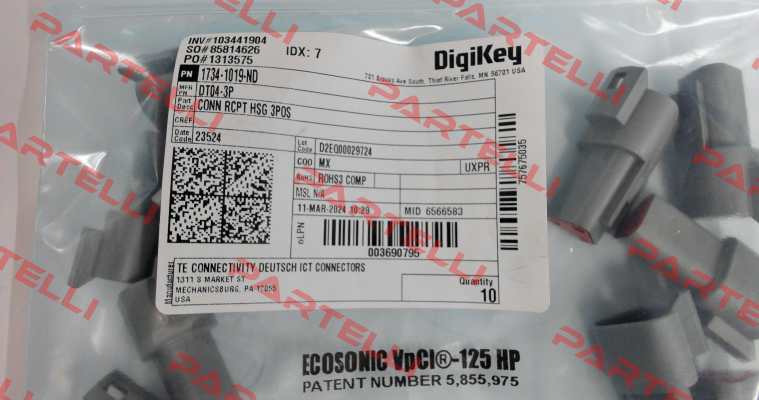 INV#103441904
SO#85814626
PO#1313575
IDX: 7
DigiKey
701 Brooks Ave South, Thief River Falls, MN 56701 USA
PN 1734-1019-ND
MFR PN DT04-3P
Part Desc CONN RCPT HSG 3POS
CREF
Date Code 23524
Lot Code D2EQ00029724
COO MX
UXPR
RoHS ROHS3 COMP
MSL N/A
11-MAR-2024 10:29
MID 6566583
oLPN
003690795
757675035
Manufacturer
TE CONNECTIVITY DEUTSCH ICT CONNECTORS
1311 S MARKET ST
MECHANICSBURG, PA 17055
USA
Quantity
10
ECOSONIC VpCI®-125 HP
PATENT NUMBER 5,855,975
PARTELLI